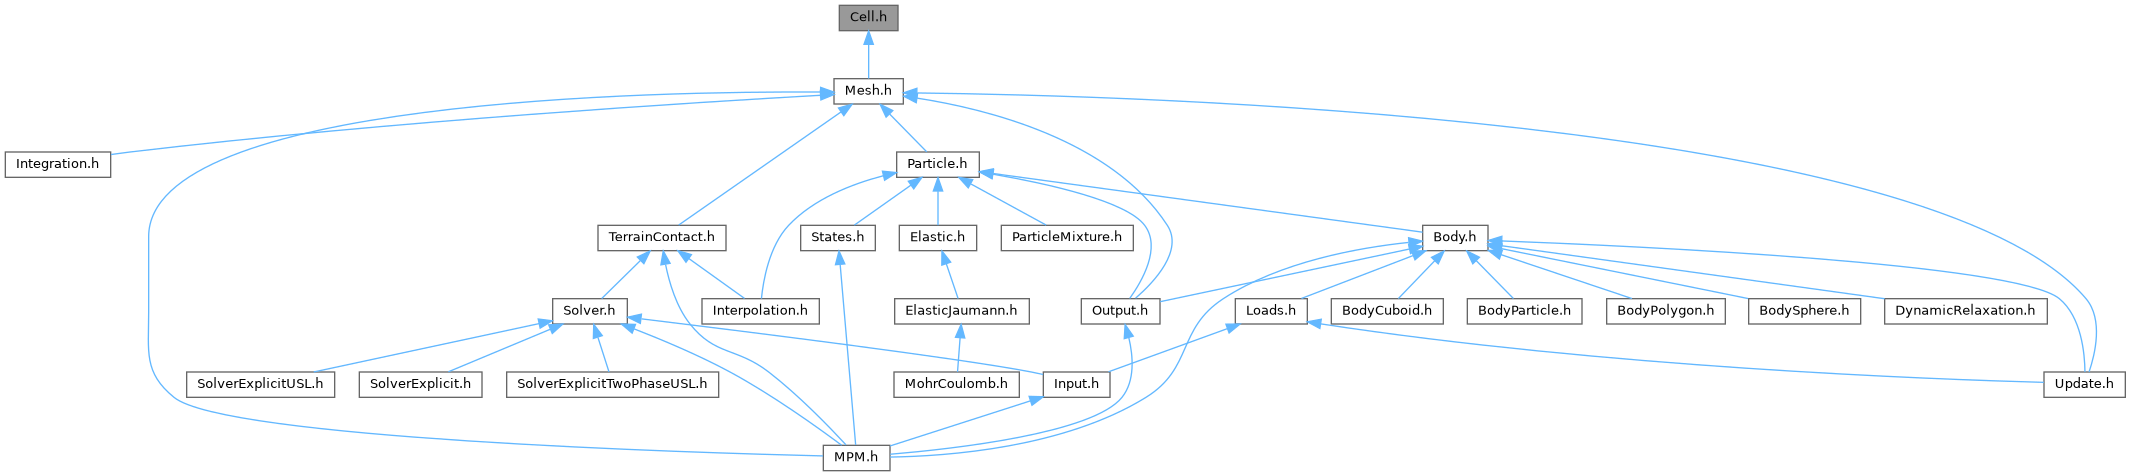 Cell.h
Mesh.h
Integration.h
Particle.h
TerrainContact.h
States.h
Elastic.h
ParticleMixture.h
Body.h
Solver.h
Interpolation.h
ElasticJaumann.h
Output.h
Loads.h
BodyCuboid.h
BodyParticle.h
BodyPolygon.h
BodySphere.h
DynamicRelaxation.h
SolverExplicitUSL.h
SolverExplicit.h
SolverExplicitTwoPhaseUSL.h
MohrCoulomb.h
Input.h
Update.h
MPM.h